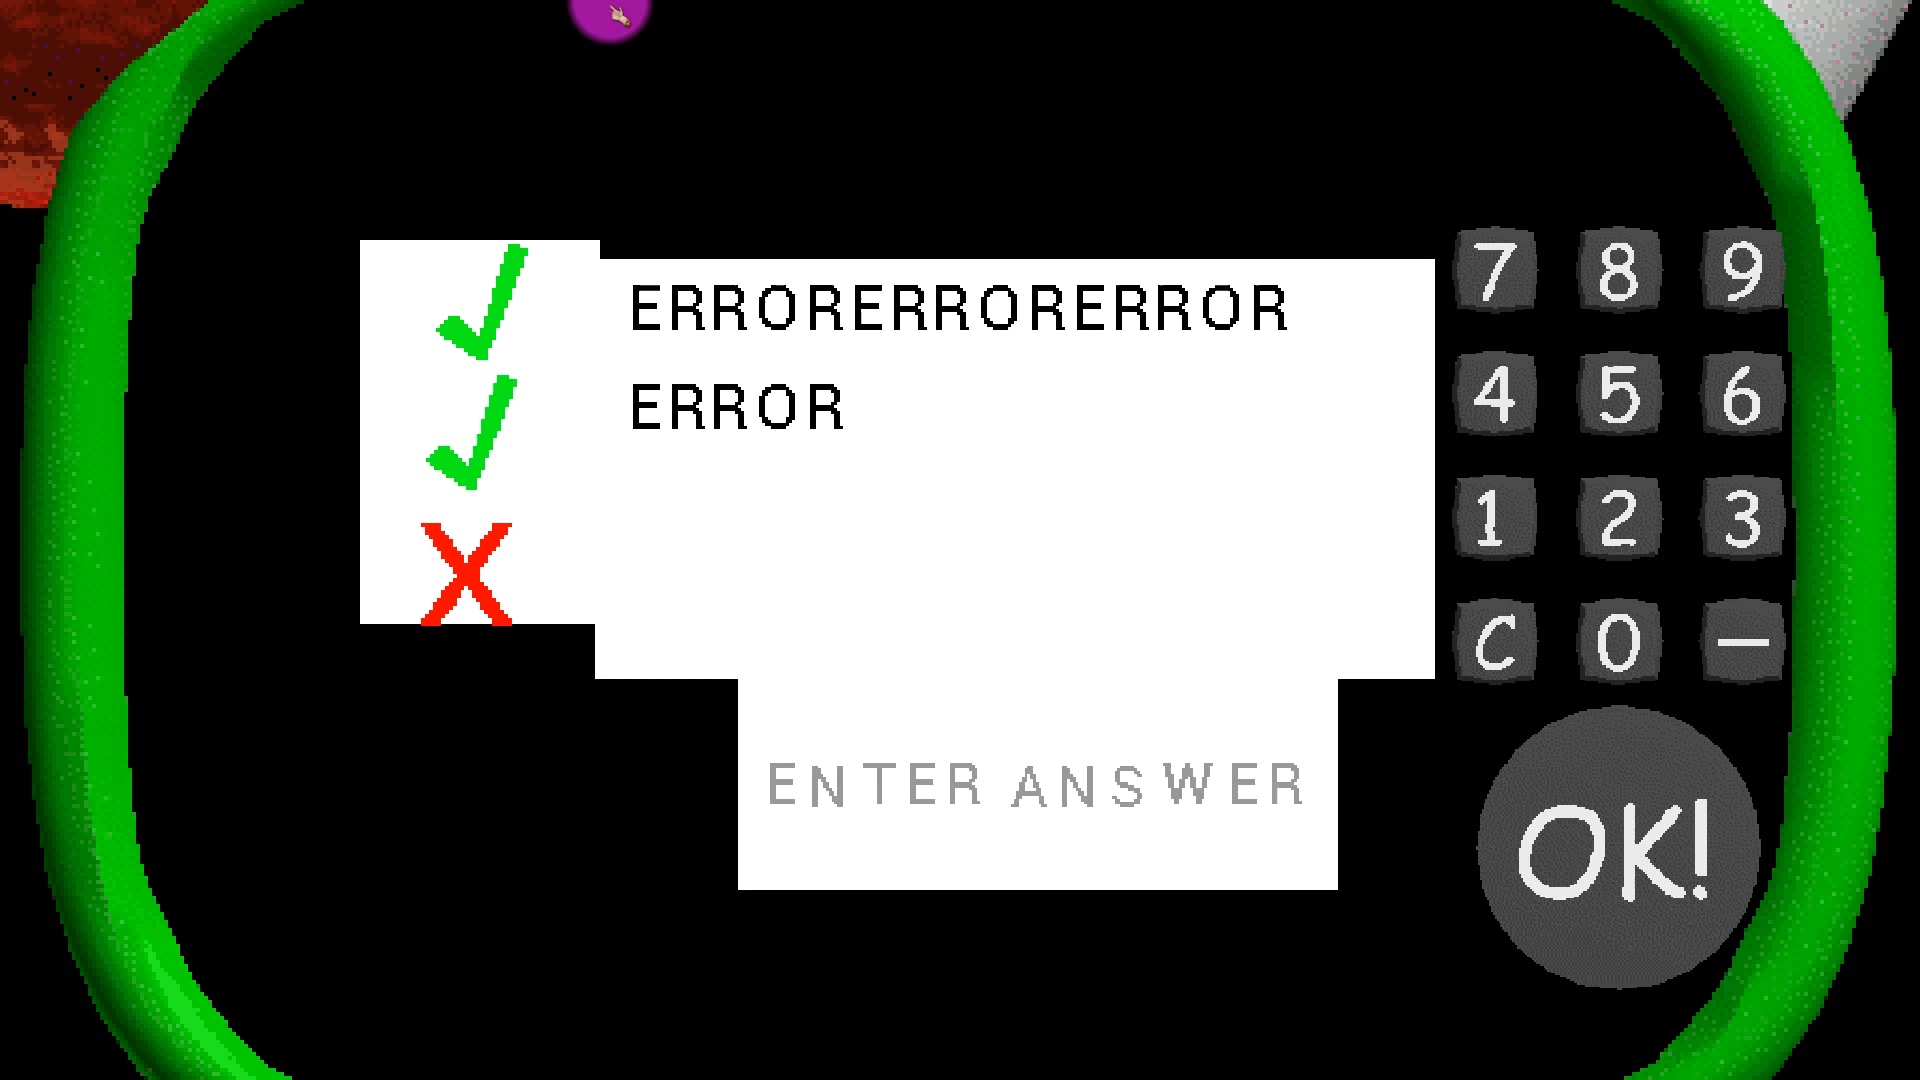 ERRORERRORERROR
ERROR
ENTER ANSWER
7 8 9
4 5 6
1 2 3
C 0 –
OK!